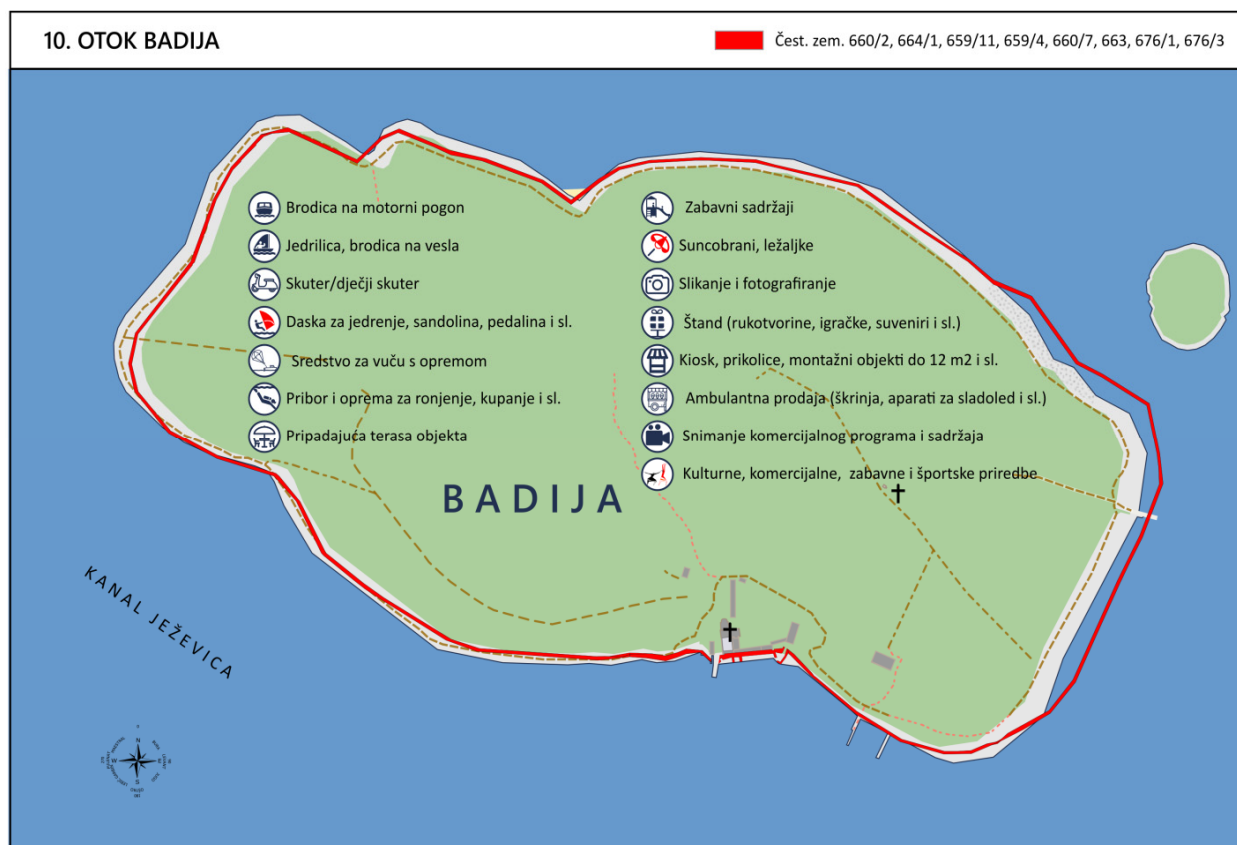 10. OTOK BADIJA
Čest. zem. 660/2, 664/1, 659/11, 659/4, 660/7, 663, 676/1, 676/3
Brodica na motorni pogon
Jedrilica, brodica na vesla
Skuter/dječji skuter
Daska za jedrenje, sandolina, pedalina i sl.
Sredstvo za vuču s opremom
Pribor i oprema za ronjenje, kupanje i sl.
Pripadajuća terasa objekta
Zabavni sadržaji
Suncobrani, ležaljke
Slikanje i fotografiranje
Štand (rukotvorine, igračke, suveniri i sl.)
Kiosk, prikolice, montažni objekti do 12 m2 i sl.
Ambulantna prodaja (škrinja, aparati za sladoled i sl.)
Snimanje komercijalnog programa i sadržaja
Kulturne, komercijalne, zabavne i športske priredbe
BADIJA
KANAL JEŽEVICA
N
W
E
S